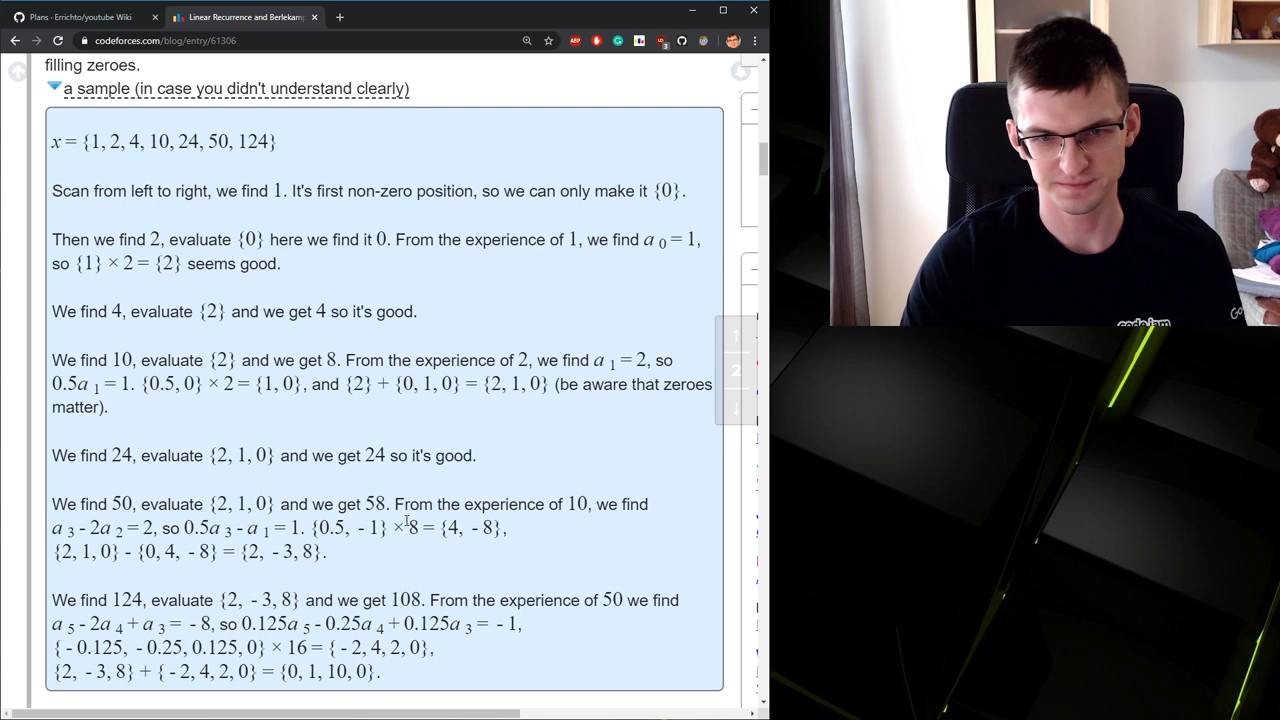 Plans · Errichto/youtube Wiki
Linear Recurrence and Berlekam
codeforces.com/blog/entry/61306
filling zeroes.
a sample (in case you didn't understand clearly)
x = {1, 2, 4, 10, 24, 50, 124}
Scan from left to right, we find 1. It's first non-zero position, so we can only make it {0}.
Then we find 2, evaluate {0} here we find it 0. From the experience of 1, we find a 0 = 1,
so {1} × 2 = {2} seems good.
We find 4, evaluate {2} and we get 4 so it's good.
We find 10, evaluate {2} and we get 8. From the experience of 2, we find a 1 = 2, so
0.5a 1 = 1. {0.5, 0} × 2 = {1, 0}, and {2} + {0, 1, 0} = {2, 1, 0} (be aware that zeroes
matter).
We find 24, evaluate {2, 1, 0} and we get 24 so it's good.
We find 50, evaluate {2, 1, 0} and we get 58. From the experience of 10, we find
a 3 - 2a 2 = 2, so 0.5a 3 - a 1 = 1. {0.5, - 1} × 8 = {4, - 8},
{2, 1, 0} - {0, 4, - 8} = {2, - 3, 8}.
We find 124, evaluate {2, - 3, 8} and we get 108. From the experience of 50 we find
a 5 - 2a 4 + a 3 = - 8, so 0.125a 5 - 0.25a 4 + 0.125a 3 = - 1,
{ - 0.125, - 0.25, 0.125, 0} × 16 = { - 2, 4, 2, 0},
{2, - 3, 8} + { - 2, 4, 2, 0} = {0, 1, 10, 0}.
2
code jam